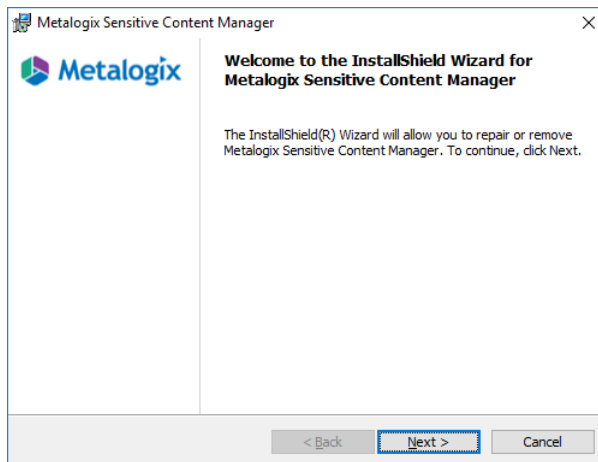 Metalogix Sensitive Content Manager
Metalogix
Welcome to the InstallShield Wizard for
Metalogix Sensitive Content Manager
The InstallShield(R) Wizard will allow you to repair or remove
Metalogix Sensitive Content Manager. To continue, click Next.
< Back Next > Cancel